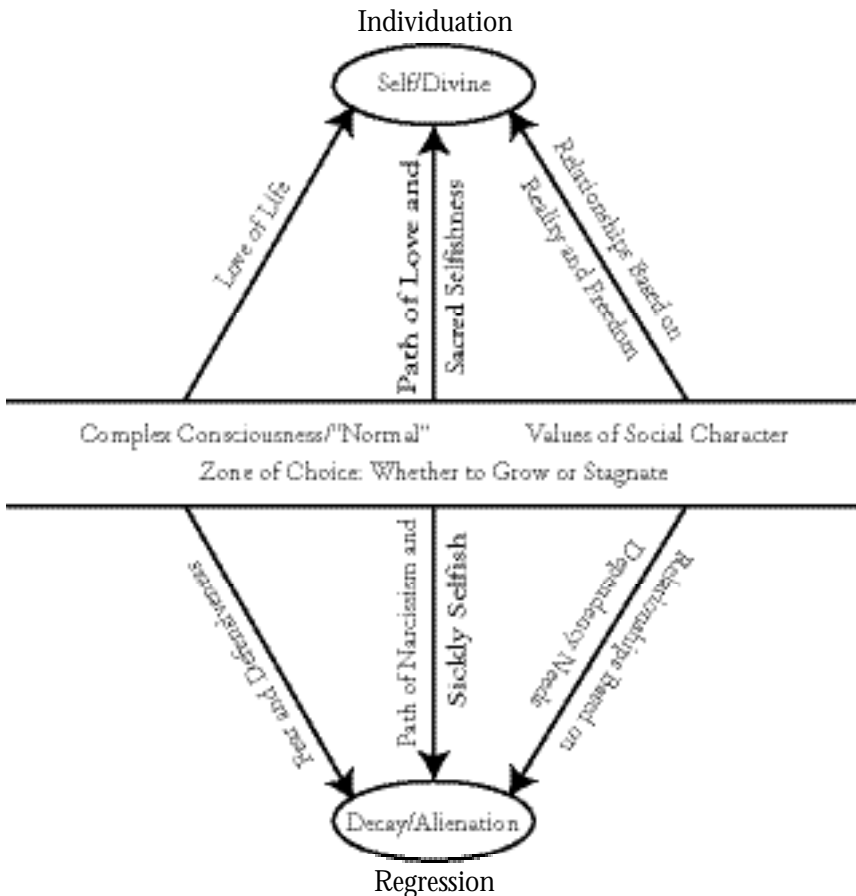 Individuation
Self/Divine
Love of Life
Path of Love and
Sacred Selfishness
Relationships Based on
Reality and Freedom
Complex Consciousness/"Normal"
Values of Social Character
Zone of Choice: Whether to Grow or Stagnate
Fear and Defensiveness
Path of Narcissism and
Sickly Selfish
Relationships Based on
Dependency Needs
Decay/Alienation
Regression